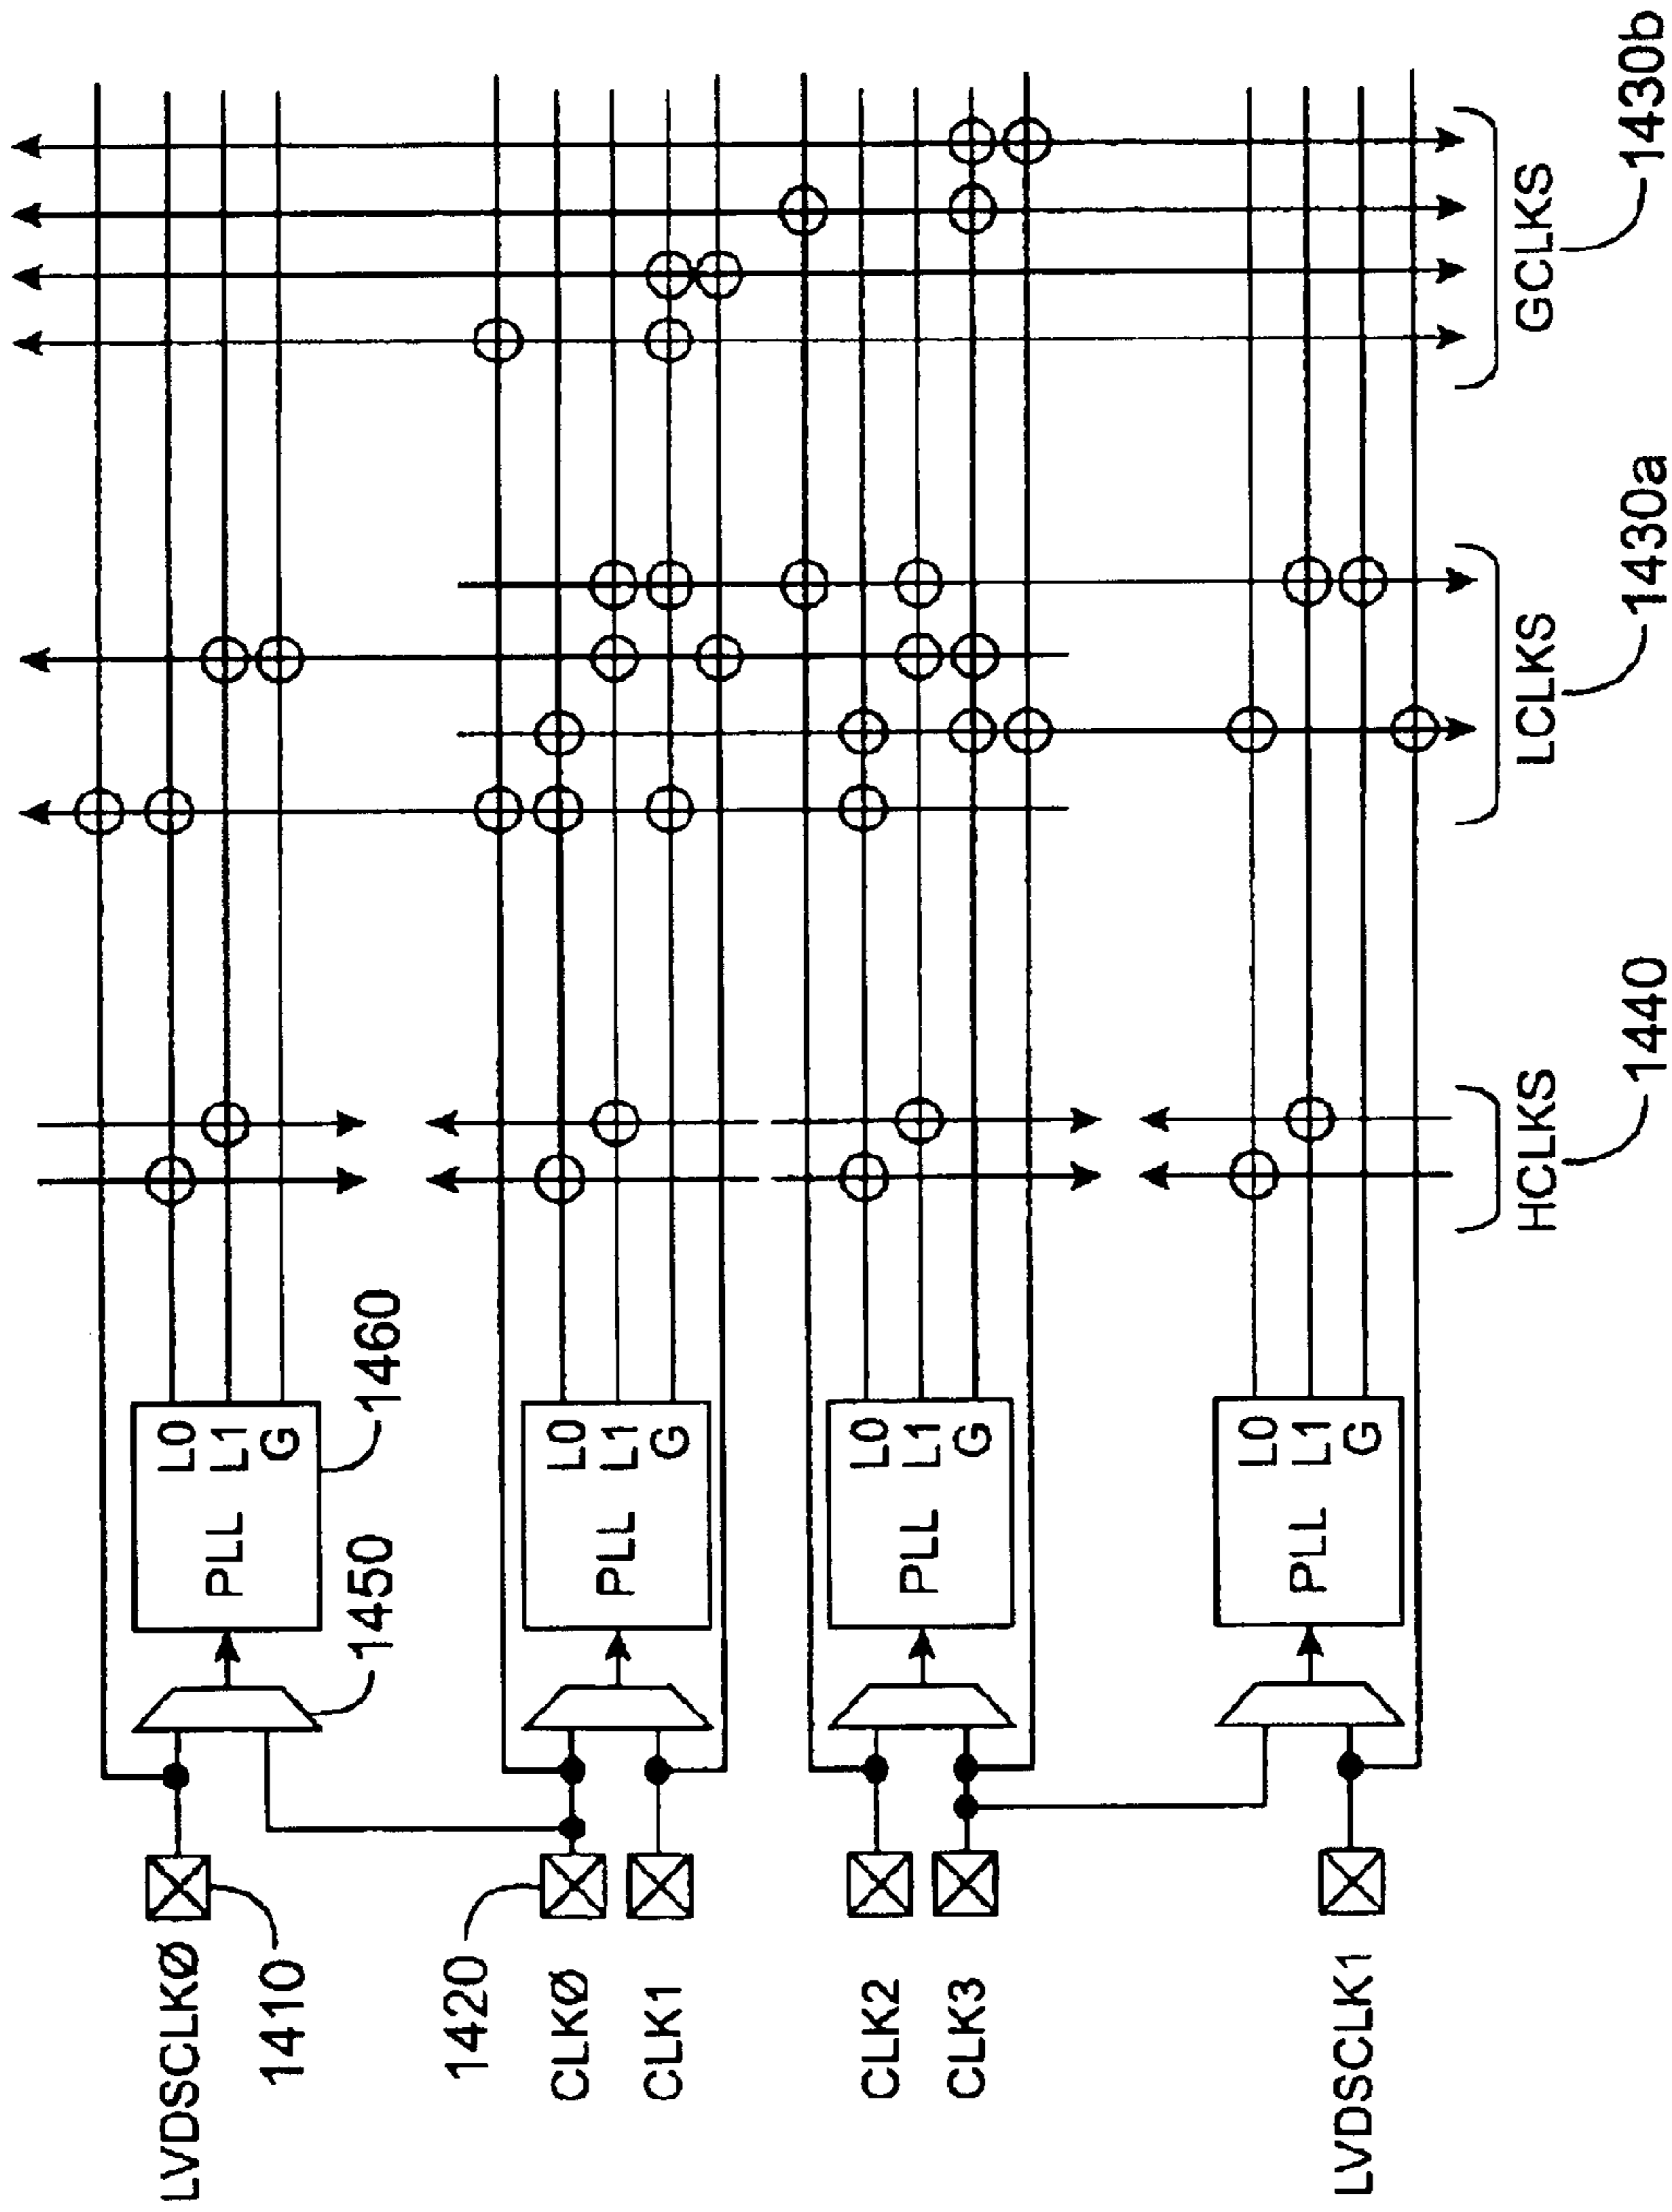 LVDSCLKØ
1410
1420
CLKØ
CLK1
CLK2
CLK3
LVDSCLK1
1450
1460
PLL
L0
L1
G
PLL
L0
L1
G
PLL
L0
L1
G
PLL
L0
L1
G
HCLKS
1440
LCLKS
1430a
GCLKS
1430b